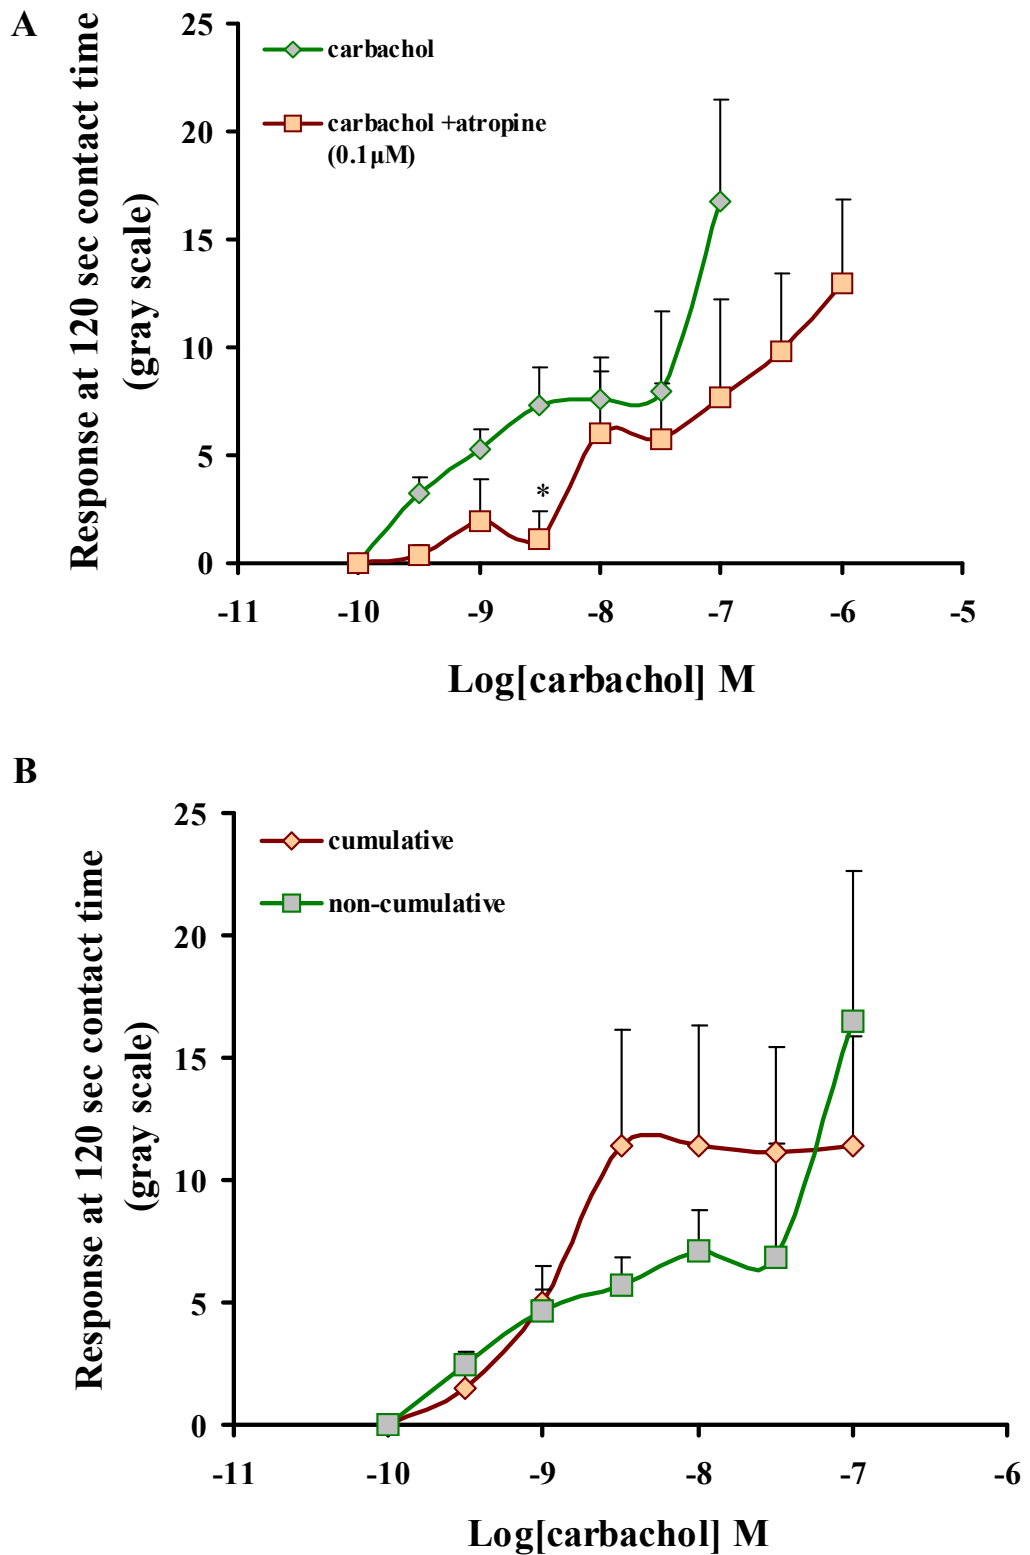 A
Response at 120 sec contact time
(gray scale)
25
20
15
10
5
0
carbachol
carbachol +atropine
(0.1µM)
*
-11 -10 -9 -8 -7 -6 -5
Log[carbachol] M
B
Response at 120 sec contact time
(gray scale)
25
20
15
10
5
0
cumulative
non-cumulative
-11 -10 -9 -8 -7 -6
Log[carbachol] M